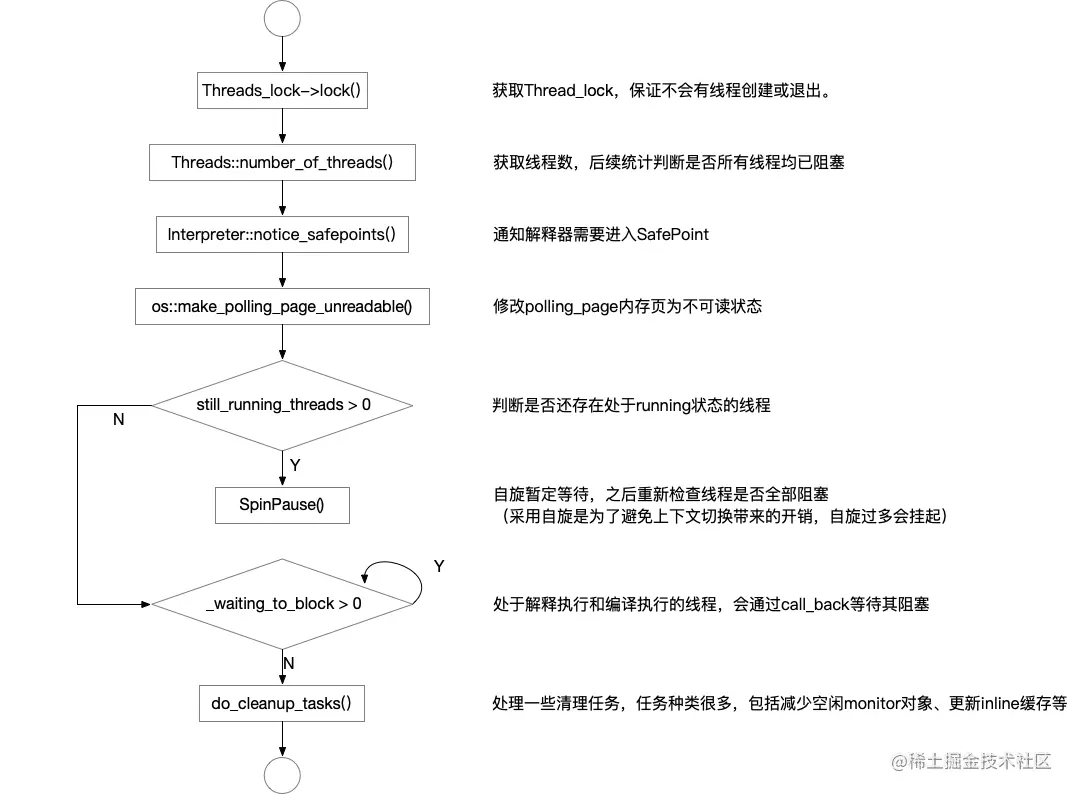 Threads_lock->lock()
获取Thread_lock，保证不会有线程创建或退出。
Threads::number_of_threads()
获取线程数，后续统计判断是否所有线程均已阻塞
Interpreter::notice_safepoints()
通知解释器需要进入SafePoint
os::make_polling_page_unreadable()
修改polling_page内存页为不可读状态
still_running_threads > 0
判断是否还存在处于running状态的线程
N
Y
SpinPause()
自旋暂定等待，之后重新检查线程是否全部阻塞
（采用自旋是为了避免上下文切换带来的开销，自旋过多会挂起）
Y
_waiting_to_block > 0
处于解释执行和编译执行的线程，会通过call_back等待其阻塞
N
do_cleanup_tasks()
处理一些清理任务，任务种类很多，包括减少空闲monitor对象、更新inline缓存等
@稀土掘金技术社区